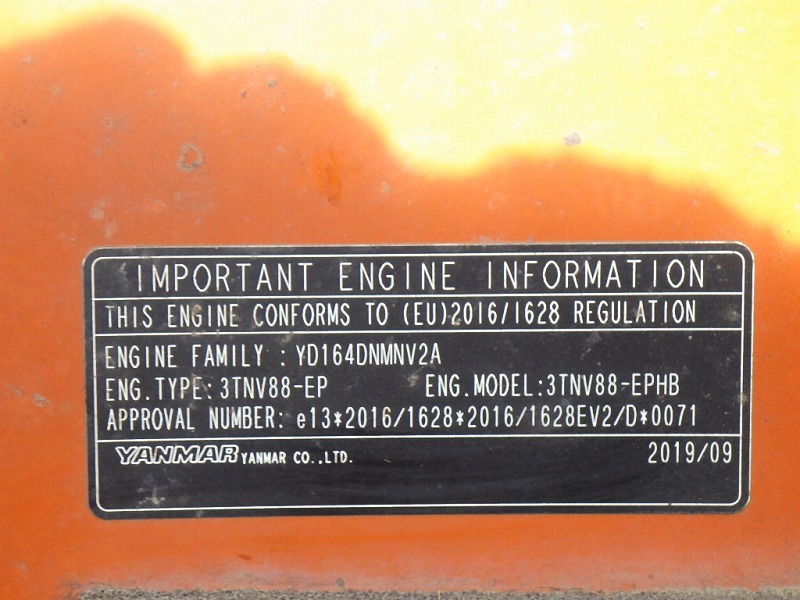 IMPORTANT ENGINE INFORMATION
THIS ENGINE CONFORMS TO (EU)2016/1628 REGULATION
ENGINE FAMILY : YD164DNMNV2A
ENG.TYPE: 3TNV88-EP ENG.MODEL:3TNV88-EPHB
APPROVAL NUMBER: e13*2016/1628*2016/1628EV2/D*0071
YANMAR YANMAR CO.,LTD. 2019/09